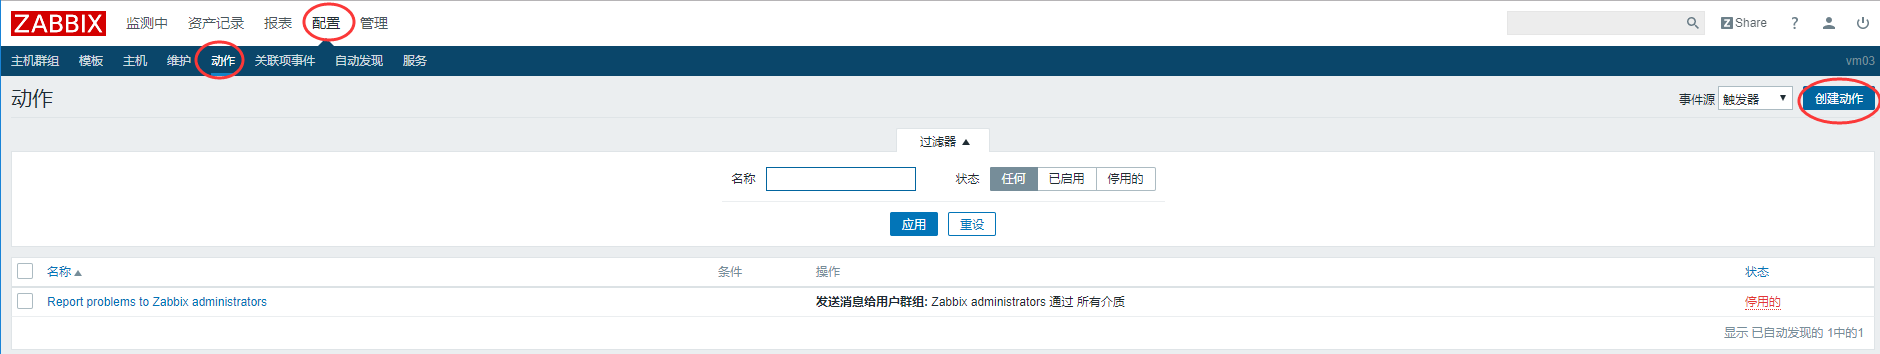 ZABBIX 监测中 资产记录 报表 配置 管理 Z Share ?
主机群组 模板 主机 维护 动作 关联项事件 自动发现 服务 vm03
动作 事件源 触发器 创建动作
过滤器
名称 状态 任何 已启用 停用的
应用 重设
名称 条件 操作 状态
Report problems to Zabbix administrators 发送消息给用户群组: Zabbix administrators 通过 所有介质 停用的
显示 已自动发现的 1中的1